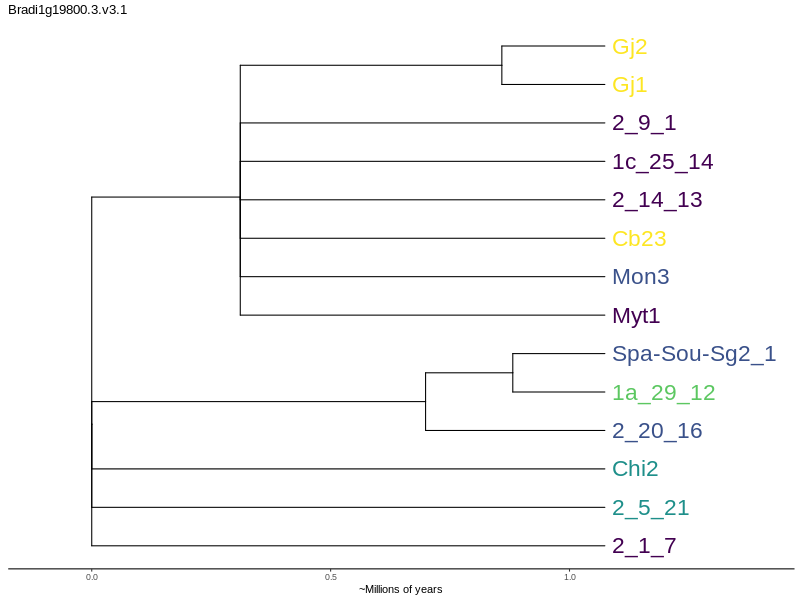 Bradi1g19800.3.v3.1
Gj2
Gj1
2_9_1
1c_25_14
2_14_13
Cb23
Mon3
Myt1
Spa-Sou-Sg2_1
1a_29_12
2_20_16
Chi2
2_5_21
2_1_7
0.0 0.5 1.0
~Millions of years